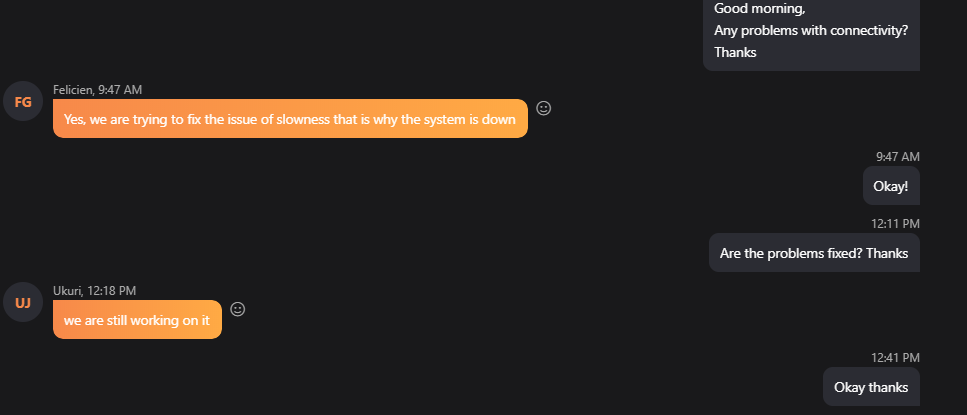 Good morning,
Any problems with connectivity?
Thanks
Felicien, 9:47 AM
FG
Yes, we are trying to fix the issue of slowness that is why the system is down
9:47 AM
Okay!
12:11 PM
Are the problems fixed? Thanks
Ukuri, 12:18 PM
UJ
we are still working on it
12:41 PM
Okay thanks